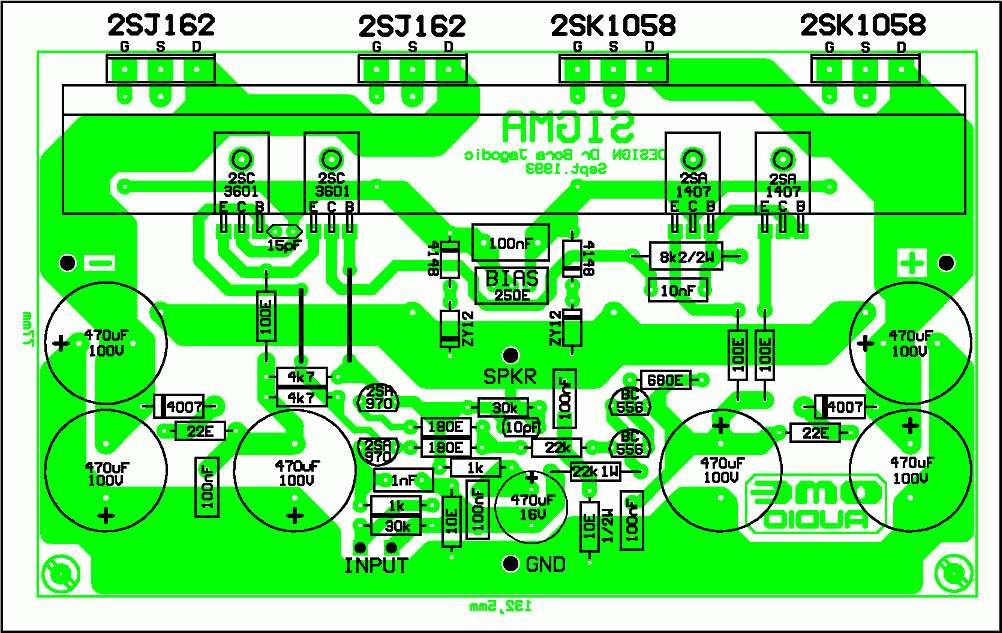 2SJ162 2SJ162 2SK1058 2SK1058
G S D G S D G S D G S D
SIGMA
DESIGN Dr Bora Jagodic
Sept.1993
2SC 3601
2SC 3601
2SA 1407
2SA 1407
E C B E C B E C B E C B
15pF
4148
100nF
4148
8k2/2W
BIAS
250E
10nF
−
+
100E
ZY12
ZY12
100E
100E
77mm
+ 470uF 100V
+ 470uF 100V
SPKR
4k7
4k7
2SA 970
30k
100nF
680E
BC 556
4007
4007
22E
180E
10pF
22E
2SA 970
180E
22k
BC 556
470uF 100V +
100nF
470uF 100V +
1nF
1k
22k 1W
+ 470uF 100V
+ 470uF 100V
1k
30k
10E
100nF
+ 470uF 16V
10E 1/2W
100nF
OME
AUDIO
INPUT
GND
132,5mm